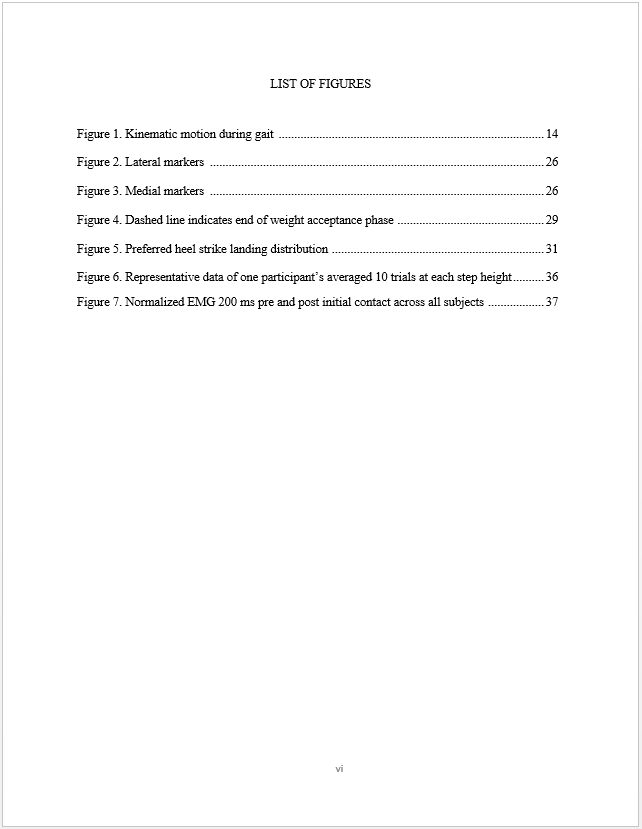 LIST OF FIGURES
Figure 1. Kinematic motion during gait ..................................................................................... 14
Figure 2. Lateral markers ........................................................................................................... 26
Figure 3. Medial markers ........................................................................................................... 26
Figure 4. Dashed line indicates end of weight acceptance phase ............................................... 29
Figure 5. Preferred heel strike landing distribution .................................................................... 31
Figure 6. Representative data of one participant’s averaged 10 trials at each step height.......... 36
Figure 7. Normalized EMG 200 ms pre and post initial contact across all subjects .................. 37
vi